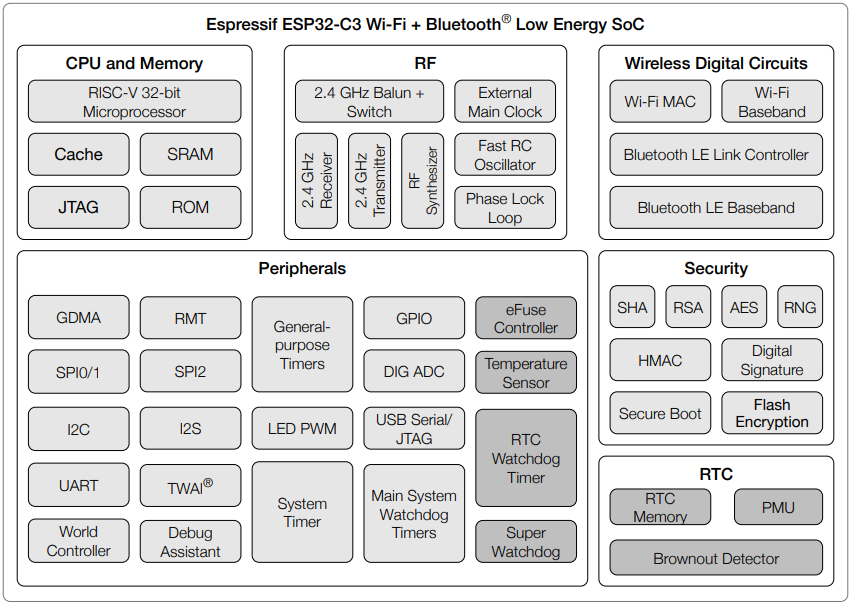 Espressif ESP32-C3 Wi-Fi + Bluetooth® Low Energy SoC
CPU and Memory
RISC-V 32-bit
Microprocessor
Cache
SRAM
JTAG
ROM
RF
2.4 GHz Balun +
Switch
External
Main Clock
2.4 GHz
Receiver
2.4 GHz
Transmitter
RF
Synthesizer
Fast RC
Oscillator
Phase Lock
Loop
Wireless Digital Circuits
Wi-Fi MAC
Wi-Fi
Baseband
Bluetooth LE Link Controller
Bluetooth LE Baseband
Peripherals
GDMA
RMT
General-
purpose
Timers
GPIO
eFuse
Controller
SPI0/1
SPI2
DIG ADC
Temperature
Sensor
I2C
I2S
LED PWM
USB Serial/
JTAG
RTC
Watchdog
Timer
UART
TWAI®
System
Timer
Main System
Watchdog
Timers
World
Controller
Debug
Assistant
Super
Watchdog
Security
SHA
RSA
AES
RNG
HMAC
Digital
Signature
Secure Boot
Flash
Encryption
RTC
RTC
Memory
PMU
Brownout Detector